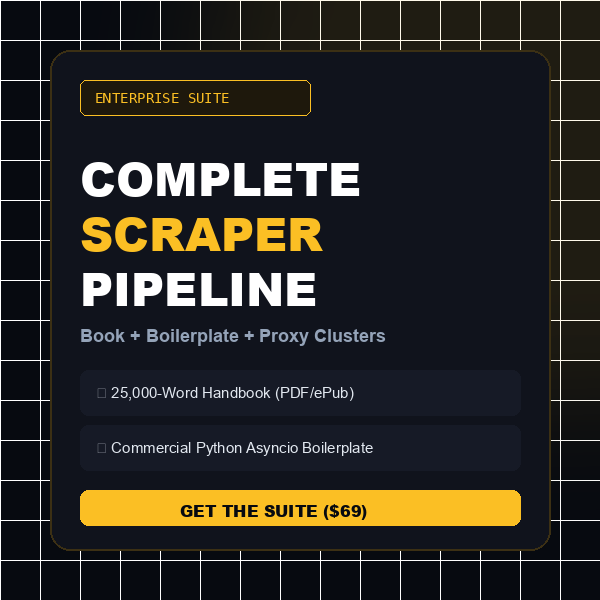 ENTERPRISE SUITE
COMPLETE
SCRAPER
PIPELINE
Book + Boilerplate + Proxy Clusters
25,000-Word Handbook (PDF/ePub)
Commercial Python Asyncio Boilerplate
GET THE SUITE ($69)